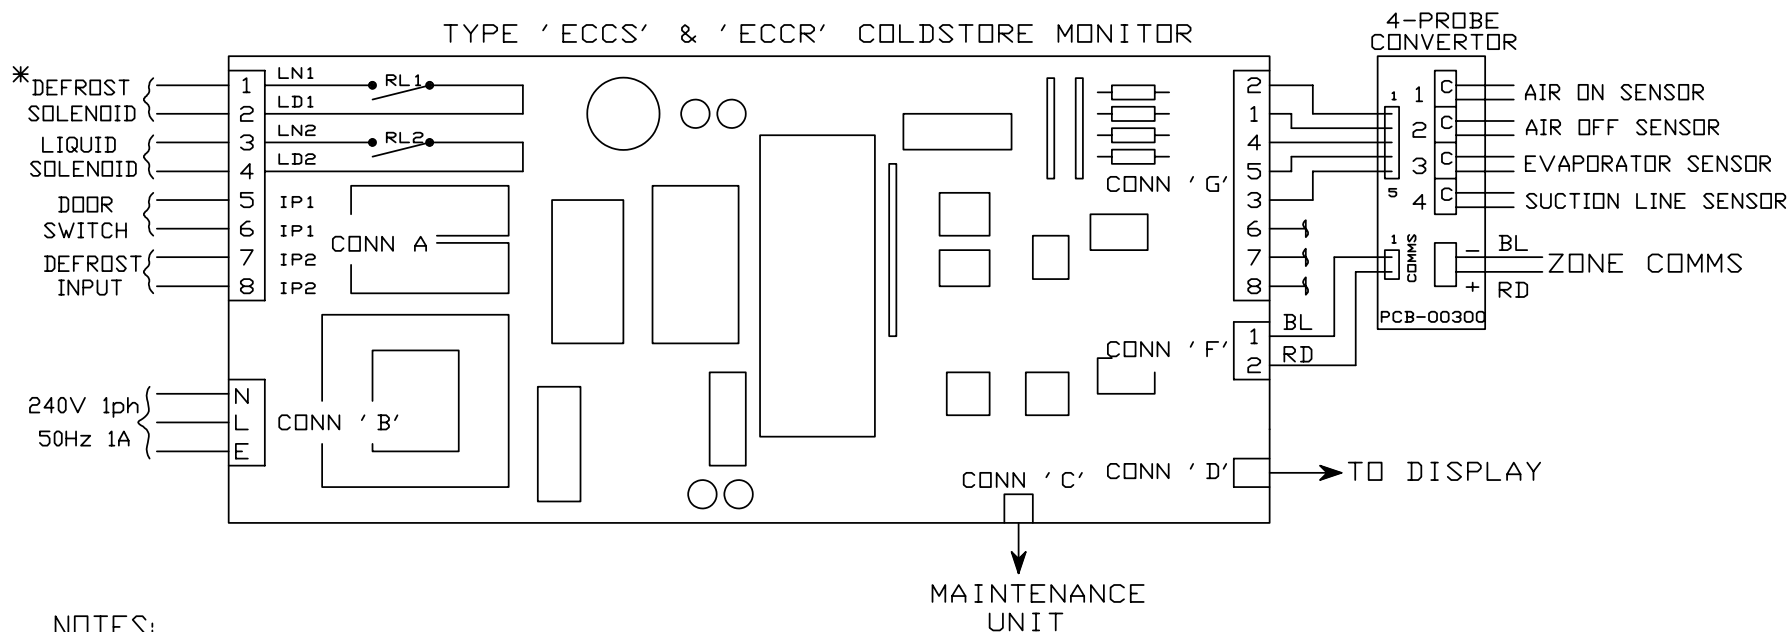 TYPE 'ECCS' & 'ECCR' COLDSTORE MONITOR
4-PROBE
CONVERTOR
*DEFROST
SOLENOID
LIQUID
SOLENOID
DOOR
SWITCH
DEFROST
INPUT
1 LN1
2 LD1
3 LN2
4 LD2
5 IP1
6 IP1
7 IP2
8 IP2
RL1
RL2
CONN A
240V 1ph
50Hz 1A
N
L
E
CONN 'B'
CONN 'G'
2
1
4
5
3
6
7
8
CONN 'F'
1 BL
2 RD
CONN 'D'
TO DISPLAY
CONN 'C'
MAINTENANCE
UNIT
1
5
1 C AIR ON SENSOR
2 C AIR OFF SENSOR
3 C EVAPORATOR SENSOR
4 C SUCTION LINE SENSOR
1
COMMS
- BL
ZONE COMMS
+ RD
PCB-00300
NOTES: